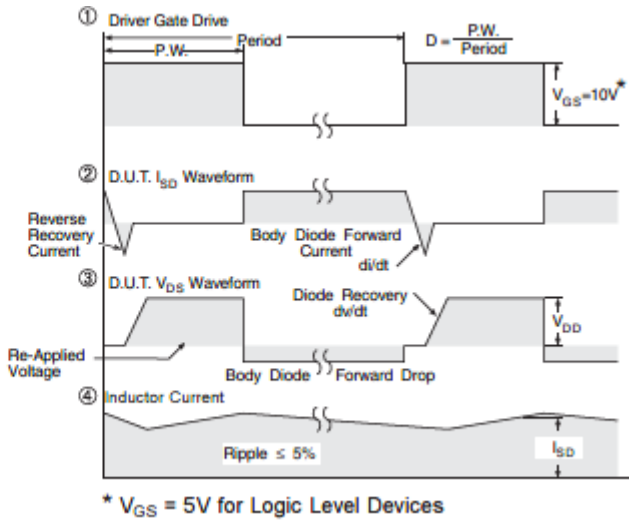 ① Driver Gate Drive
P.W.
Period
D = P.W. / Period
V_GS=10V *
② D.U.T. I_SD Waveform
Reverse
Recovery
Current
Body Diode Forward
Current
di/dt
③ D.U.T. V_DS Waveform
Diode Recovery
dv/dt
V_DD
Re-Applied
Voltage
Body Diode Forward Drop
④ Inductor Current
Ripple ≤ 5%
I_SD
* V_GS = 5V for Logic Level Devices